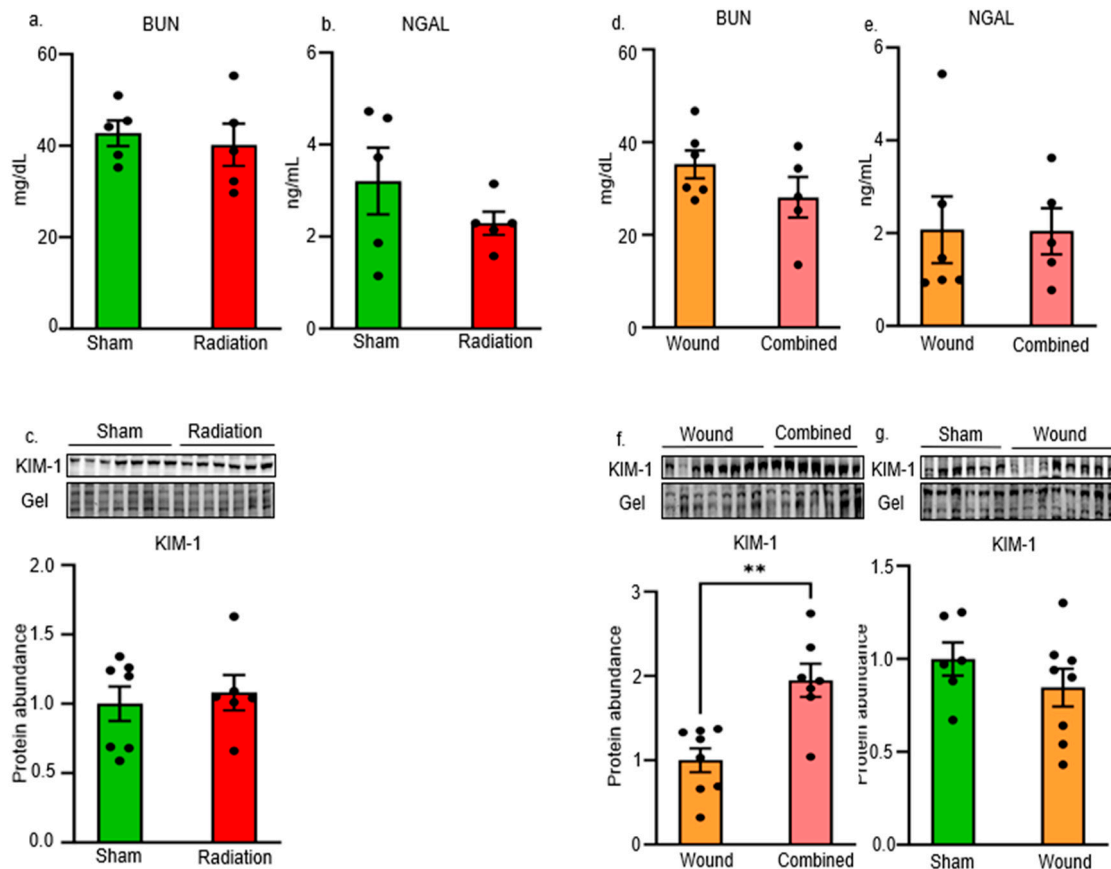 a.
BUN
60
40
20
0
mg/dL
Sham
Radiation
b.
NGAL
6
4
2
0
ng/mL
Sham
Radiation
d.
BUN
60
40
20
0
mg/dL
Wound
Combined
e.
NGAL
6
4
2
0
ng/mL
Wound
Combined
c.
Sham
Radiation
KIM-1
Gel
KIM-1
2.0
1.5
1.0
0.5
0.0
Protein abundance
Sham
Radiation
f.
Wound
Combined
KIM-1
Gel
KIM-1
**
3
2
1
0
Protein abundance
Wound
Combined
g.
Sham
Wound
KIM-1
Gel
KIM-1
1.5
1.0
0.5
0.0
Protein abundance
Sham
Wound